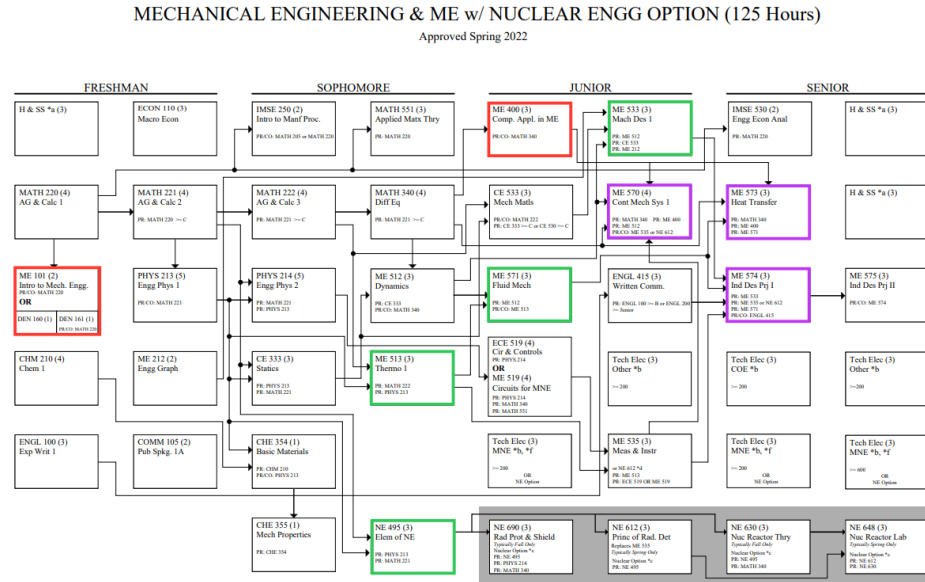 MECHANICAL ENGINEERING & ME w/ NUCLEAR ENGG OPTION (125 Hours)
Approved Spring 2022
FRESHMAN
SOPHOMORE
JUNIOR
SENIOR
H & SS *a (3)
ECON 110 (3)
Macro Econ
IMSE 250 (2)
Intro to Manf Proc.
PR/CO: MATH 205 or MATH 220
MATH 551 (3)
Applied Matx Thry
PR: MATH 220
ME 400 (3)
Comp. Appl. in ME
PR/CO: MATH 340
ME 533 (3)
Mach Des 1
PR: ME 512
PR: CE 533
PR: ME 212
IMSE 530 (2)
Engg Econ Anal
PR: MATH 220
H & SS *a (3)
MATH 220 (4)
AG & Calc 1
MATH 221 (4)
AG & Calc 2
PR: MATH 220 >= C
MATH 222 (4)
AG & Calc 3
PR: MATH 221 >= C
MATH 340 (4)
Diff Eq
PR: MATH 221 >= C
CE 533 (3)
Mech Matls
PR/CO: MATH 222
PR: CE 333 >= C or CE 530 >= C
ME 570 (4)
Cont Mech Sys 1
PR: MATH 340 PR: ME 400
PR: ME 512
PR/CO: ME 535 or NE 612
ME 573 (3)
Heat Transfer
PR: MATH 340
PR: ME 400
PR: ME 571
H & SS *a (3)
ME 101 (2)
Intro to Mech. Engg.
PR/CO: MATH 220
OR
DEN 160 (1)
DEN 161 (1)
PR/CO: MATH 220
PHYS 213 (5)
Engg Phys 1
PR/CO: MATH 221
PHYS 214 (5)
Engg Phys 2
PR: MATH 221
PR: PHYS 213
ME 512 (3)
Dynamics
PR: CE 333
PR/CO: MATH 340
ME 571 (3)
Fluid Mech
PR: ME 512
PR/CO: ME 513
ENGL 415 (3)
Written Comm.
PR: ENGL 100 >= B or ENGL 200
>= Junior
ME 574 (3)
Ind Des Prj I
PR: ME 533
PR: ME 535 or NE 612
PR: ME 571
PR/CO: ENGL 415
ME 575 (3)
Ind Des Prj II
PR/CO: ME 574
CHM 210 (4)
Chem 1
ME 212 (2)
Engg Graph
CE 333 (3)
Statics
PR: PHYS 213
PR: MATH 221
ME 513 (3)
Thermo 1
PR: MATH 222
PR: PHYS 213
ECE 519 (4)
Cir & Controls
PR: PHYS 214
OR
ME 519 (4)
Circuits for MNE
PR: PHYS 214
PR: MATH 340
PR: MATH 551
Tech Elec (3)
Other *b
>= 200
Tech Elec (3)
COE *b
>= 200
Tech Elec (3)
Other *b
>= 200
ENGL 100 (3)
Exp Writ 1
COMM 105 (2)
Pub Spkg. 1A
CHE 354 (1)
Basic Materials
PR: CHM 210
PR/CO: PHYS 213
Tech Elec (3)
MNE *b, *f
>= 200
OR
NE Option
ME 535 (3)
Meas & Instr
or NE 612 *d
PR: ME 513
PR: ECE 519 OR ME 519
Tech Elec (3)
MNE *b, *f
>= 200
OR
NE Option
Tech Elec (3)
MNE *b, *f
>= 600
OR
NE Option
CHE 355 (1)
Mech Properties
PR: CHE 354
NE 495 (3)
Elem of NE
PR: PHYS 213
PR: MATH 221
NE 690 (3)
Rad Prot & Shield
Typically Fall Only
Nuclear Option *c
PR: NE 495
PR: PHYS 214
PR: MATH 340
NE 612 (3)
Princ of Rad. Det
Replaces ME 535
Typically Spring Only
Nuclear Option *c
PR: NE 495
NE 630 (3)
Nuc Reactor Thry
Typically Fall Only
Nuclear Option *c
PR: NE 495
PR: MATH 340
NE 648 (3)
Nuc Reactor Lab
Typically Spring Only
Nuclear Option *c
PR: NE 612
PR: NE 630